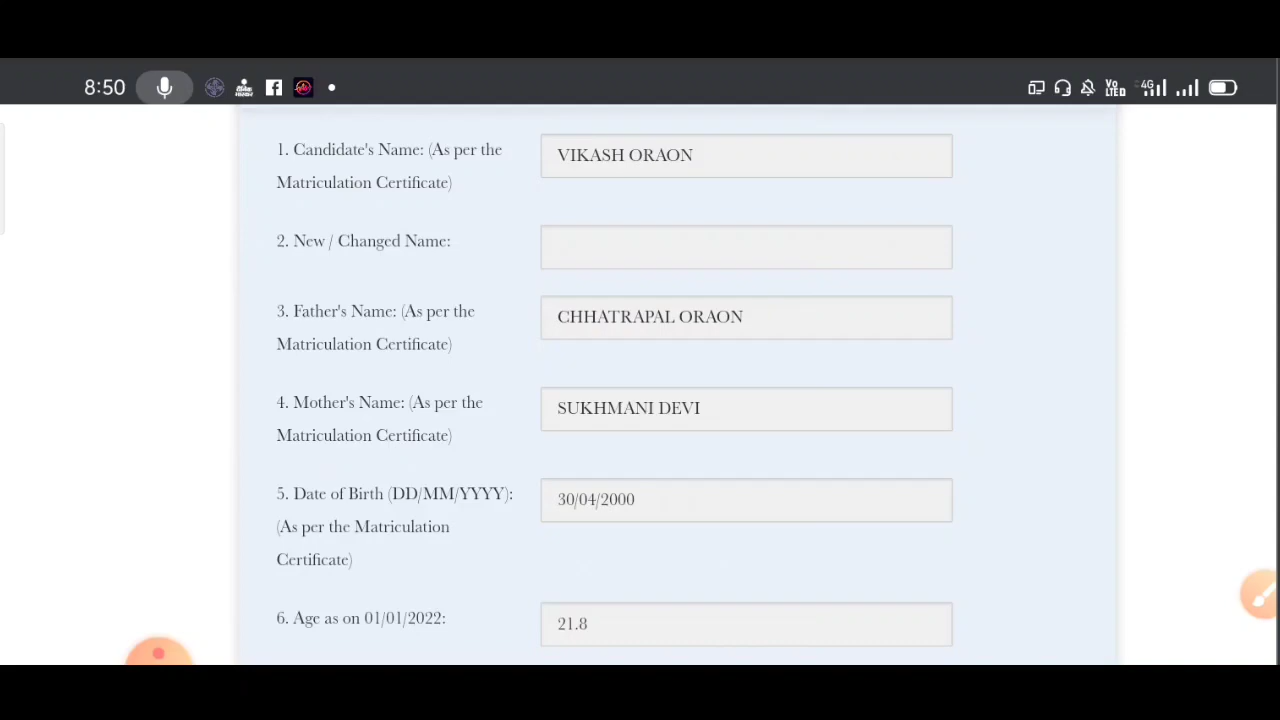 8:50
Vo LTED 4G
1. Candidate's Name: (As per the
Matriculation Certificate)
VIKASH ORAON
2. New / Changed Name:
3. Father's Name: (As per the
Matriculation Certificate)
CHHATRAPAL ORAON
4. Mother's Name: (As per the
Matriculation Certificate)
SUKHMANI DEVI
5. Date of Birth (DD/MM/YYYY):
(As per the Matriculation
Certificate)
30/04/2000
6. Age as on 01/01/2022:
21.8